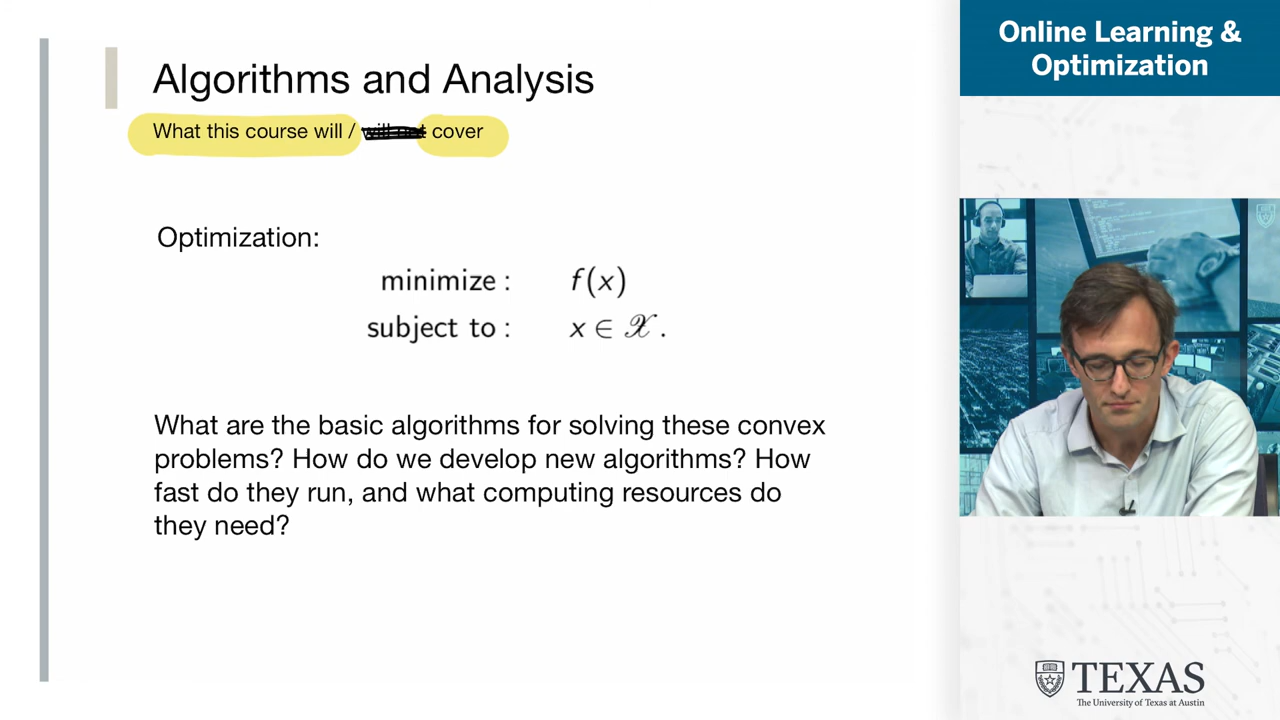 Online Learning &
Optimization
Algorithms and Analysis
What this course will / will not cover
Optimization:
minimize : f(x)
subject to : x ∈ 𝒳 .
What are the basic algorithms for solving these convex
problems? How do we develop new algorithms? How
fast do they run, and what computing resources do
they need?
TEXAS
The University of Texas at Austin